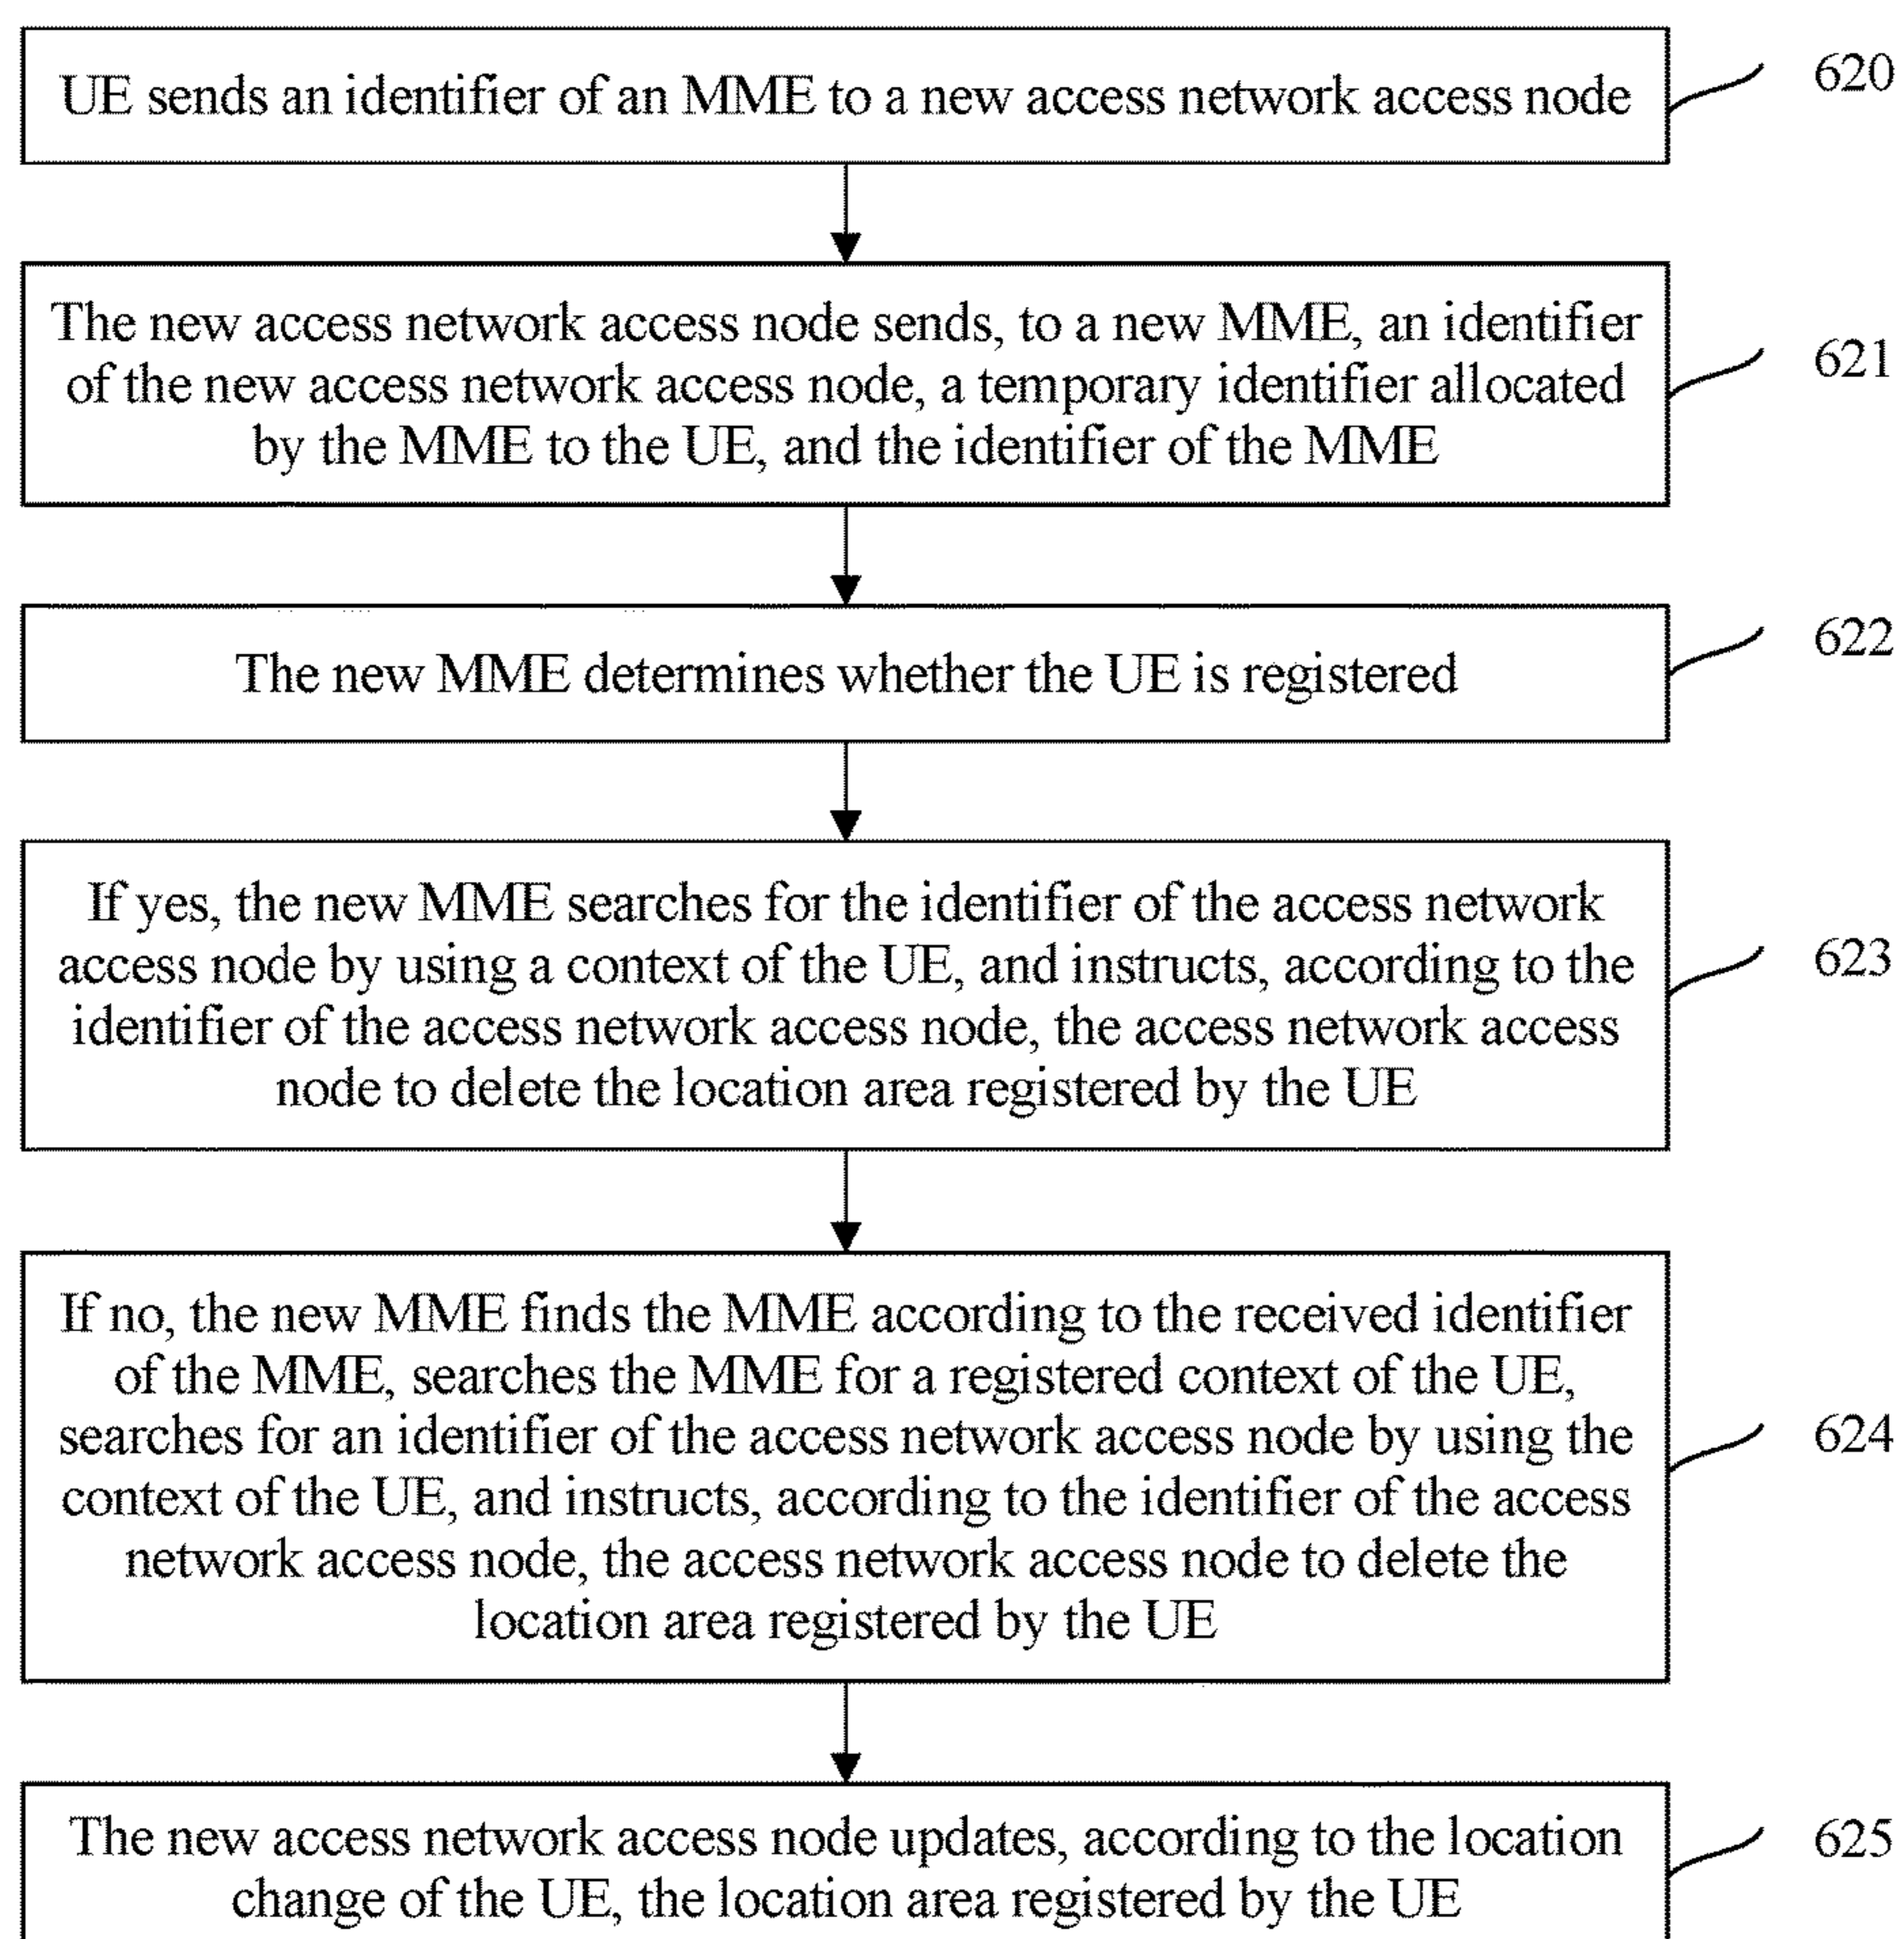 UE sends an identifier of an MME to a new access network access node
620
The new access network access node sends, to a new MME, an identifier
of the new access network access node, a temporary identifier allocated
by the MME to the UE, and the identifier of the MME
621
The new MME determines whether the UE is registered
622
If yes, the new MME searches for the identifier of the access network
access node by using a context of the UE, and instructs, according to the
identifier of the access network access node, the access network access
node to delete the location area registered by the UE
623
If no, the new MME finds the MME according to the received identifier
of the MME, searches the MME for a registered context of the UE,
searches for an identifier of the access network access node by using the
context of the UE, and instructs, according to the identifier of the access
network access node, the access network access node to delete the
location area registered by the UE
624
The new access network access node updates, according to the location
change of the UE, the location area registered by the UE
625